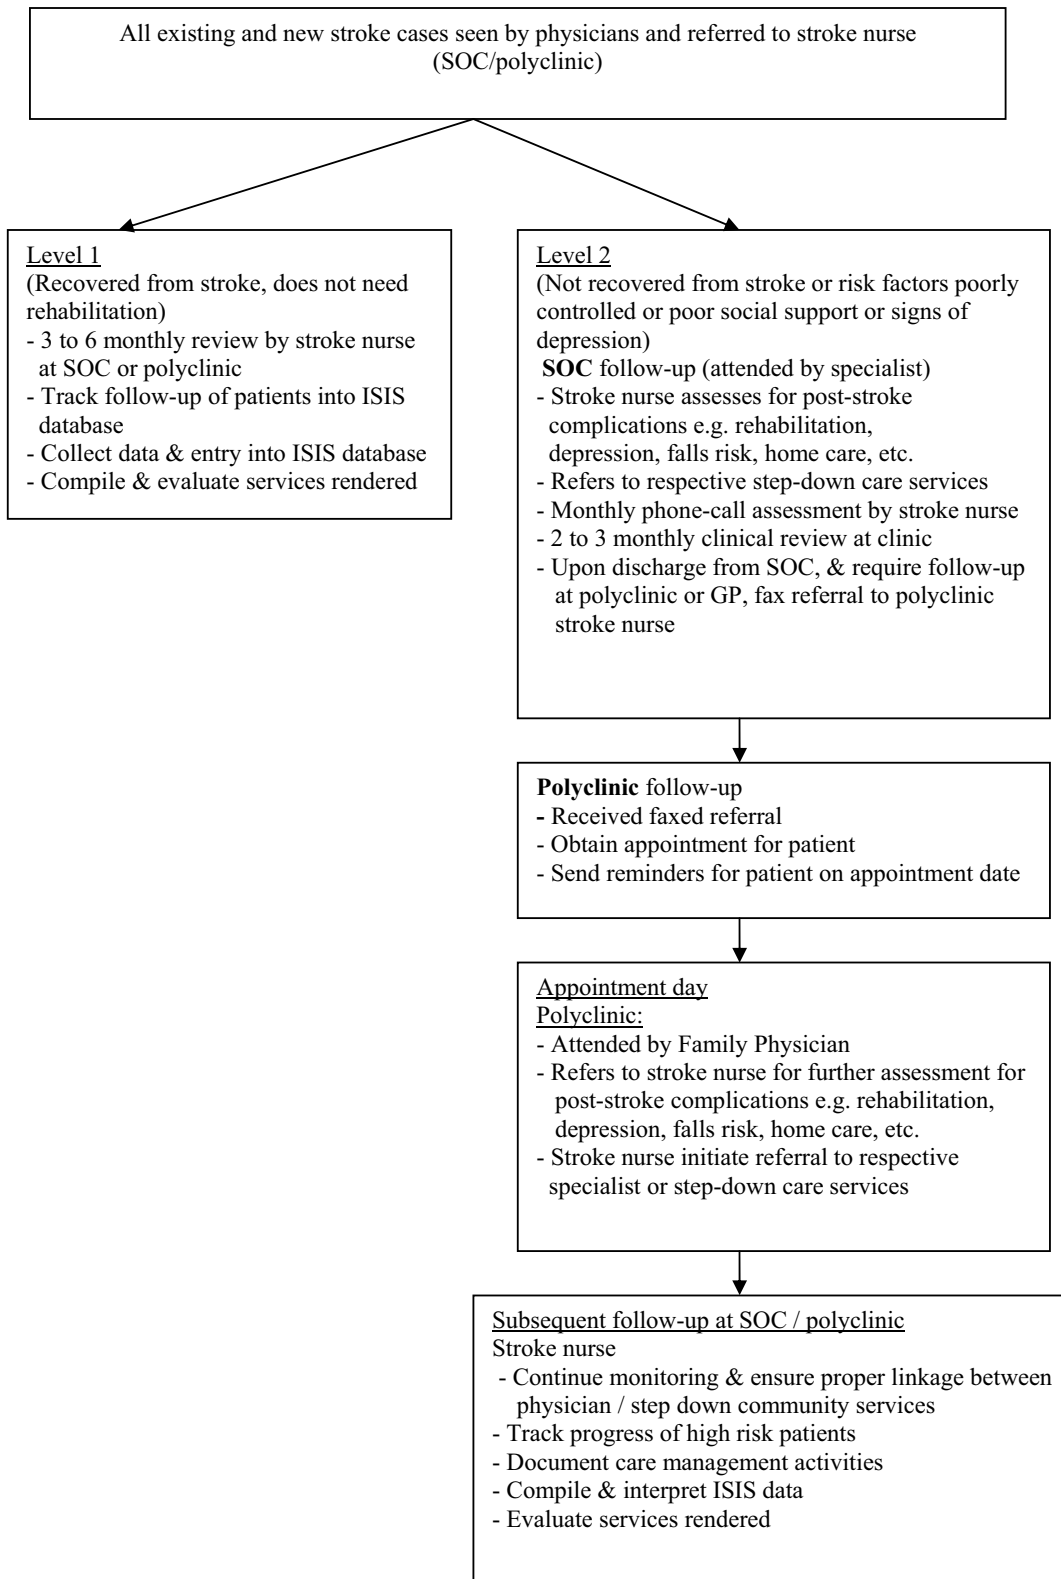 All existing and new stroke cases seen by physicians and referred to stroke nurse
(SOC/polyclinic)
Level 1
(Recovered from stroke, does not need
rehabilitation)
- 3 to 6 monthly review by stroke nurse
at SOC or polyclinic
- Track follow-up of patients into ISIS
database
- Collect data & entry into ISIS database
- Compile & evaluate services rendered
Level 2
(Not recovered from stroke or risk factors poorly
controlled or poor social support or signs of
depression)
SOC follow-up (attended by specialist)
- Stroke nurse assesses for post-stroke
complications e.g. rehabilitation,
depression, falls risk, home care, etc.
- Refers to respective step-down care services
- Monthly phone-call assessment by stroke nurse
- 2 to 3 monthly clinical review at clinic
- Upon discharge from SOC, & require follow-up
at polyclinic or GP, fax referral to polyclinic
stroke nurse
Polyclinic follow-up
- Received faxed referral
- Obtain appointment for patient
- Send reminders for patient on appointment date
Appointment day
Polyclinic:
- Attended by Family Physician
- Refers to stroke nurse for further assessment for
post-stroke complications e.g. rehabilitation,
depression, falls risk, home care, etc.
- Stroke nurse initiate referral to respective
specialist or step-down care services
Subsequent follow-up at SOC / polyclinic
Stroke nurse
- Continue monitoring & ensure proper linkage between
physician / step down community services
- Track progress of high risk patients
- Document care management activities
- Compile & interpret ISIS data
- Evaluate services rendered